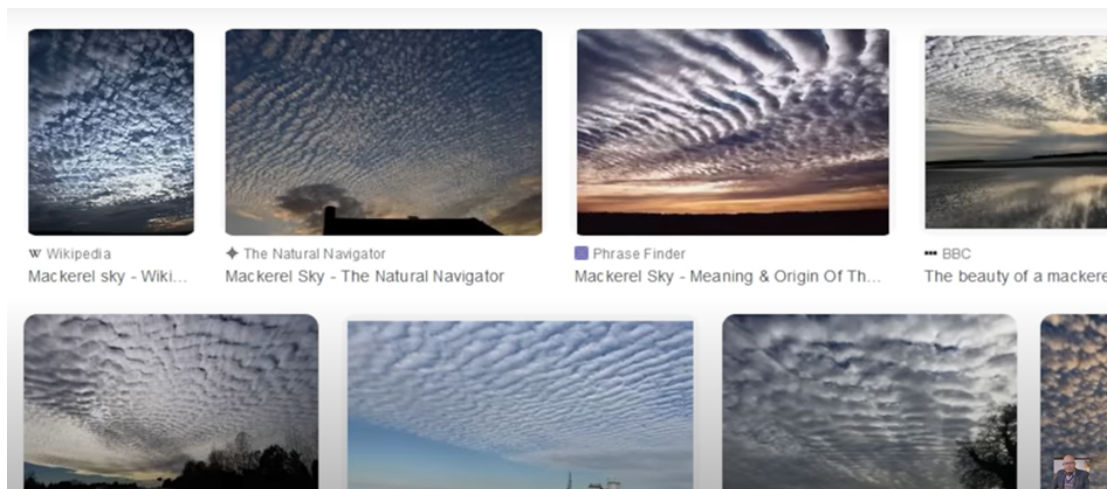 W Wikipedia
Mackerel sky - Wiki...
The Natural Navigator
Mackerel Sky - The Natural Navigator
Phrase Finder
Mackerel Sky - Meaning & Origin Of Th...
BBC
The beauty of a mackere